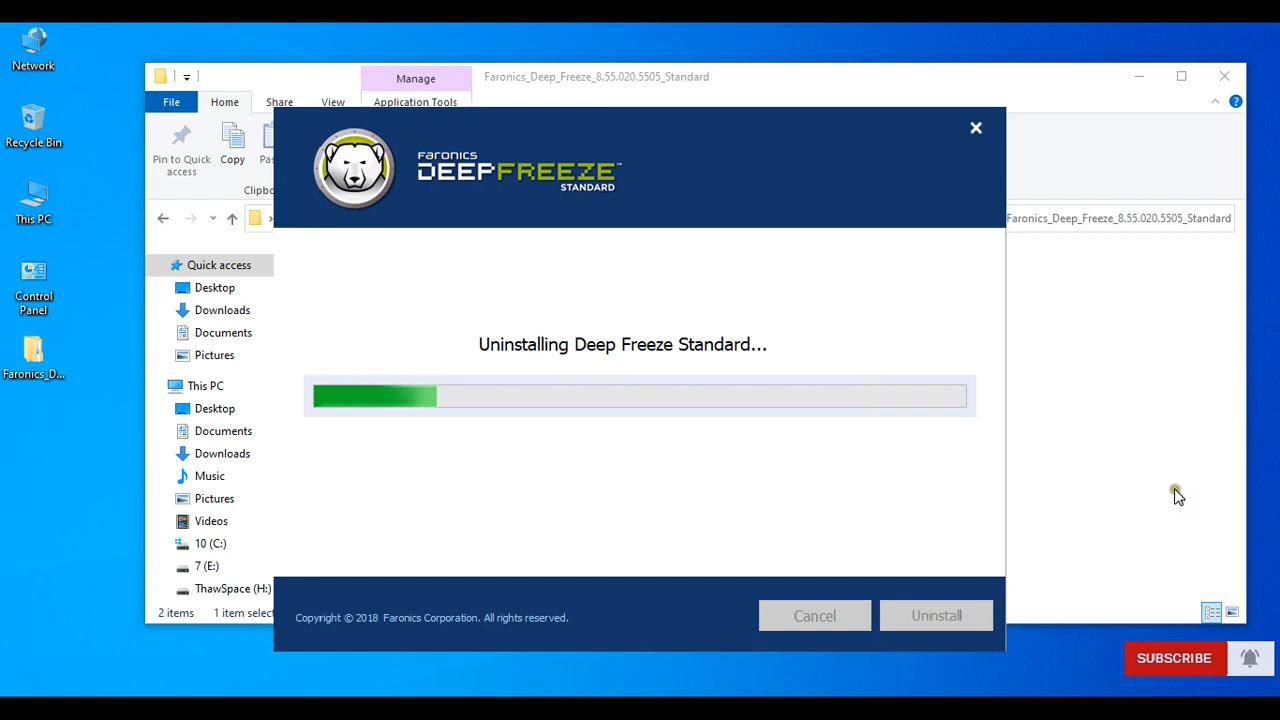 Network
Recycle Bin
This PC
Control
Panel
Faronics_D...
Manage
Faronics_Deep_Freeze_8.55.020.5505_Standard
File
Home
Share
View
Application Tools
Pin to Quick
access
Copy
Pas
Clipbo
Faronics_Deep_Freeze_8.55.020.5505_Standard
Quick access
Desktop
Downloads
Documents
Pictures
This PC
Desktop
Documents
Downloads
Music
Pictures
Videos
10 (C:)
7 (E:)
ThawSpace (H:)
2 items
1 item select
FARONICS
DEEPFREEZE™
STANDARD
Uninstalling Deep Freeze Standard...
Copyright © 2018 Faronics Corporation. All rights reserved.
Cancel
Uninstall
SUBSCRIBE